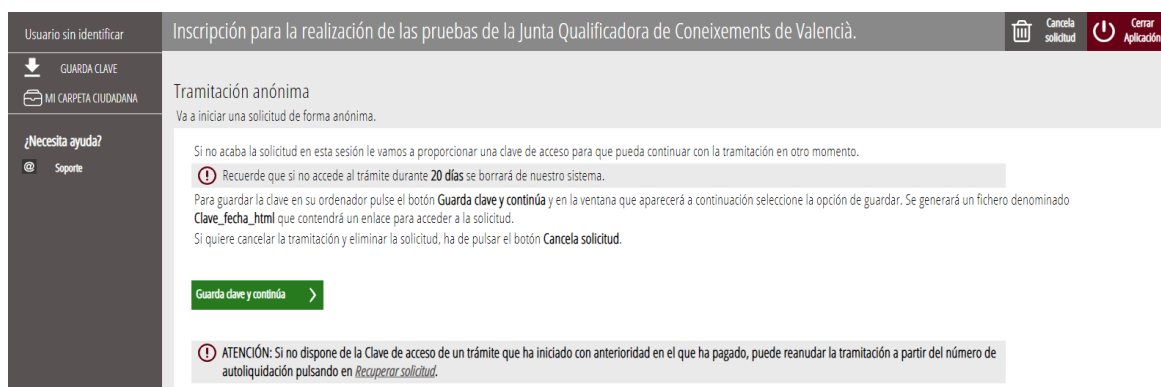 Usuario sin identificar
Inscripción para la realización de las pruebas de la Junta Qualificadora de Coneixements de Valencià.
Cancela
solicitud
Cerrar
Aplicación
GUARDA CLAVE
MI CARPETA CIUDADANA
¿Necesita ayuda?
@ Soporte
Tramitación anónima
Va a iniciar una solicitud de forma anónima.
Si no acaba la solicitud en esta sesión le vamos a proporcionar una clave de acceso para que pueda continuar con la tramitación en otro momento.
Recuerde que si no accede al trámite durante 20 días se borrará de nuestro sistema.
Para guardar la clave en su ordenador pulse el botón Guarda clave y continúa y en la ventana que aparecerá a continuación seleccione la opción de guardar. Se generará un fichero denominado
Clave_fecha_html que contendrá un enlace para acceder a la solicitud.
Si quiere cancelar la tramitación y eliminar la solicitud, ha de pulsar el botón Cancela solicitud.
Guarda clave y continúa
ATENCIÓN: Si no dispone de la Clave de acceso de un trámite que ha iniciado con anterioridad en el que ha pagado, puede reanudar la tramitación a partir del número de
autoliquidación pulsando en Recuperar solicitud.